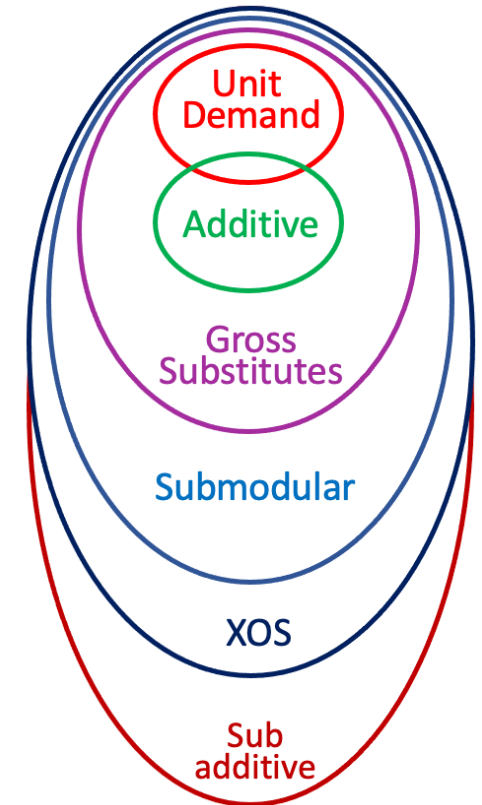 Unit
Demand
Additive
Gross
Substitutes
Submodular
XOS
Sub
additive